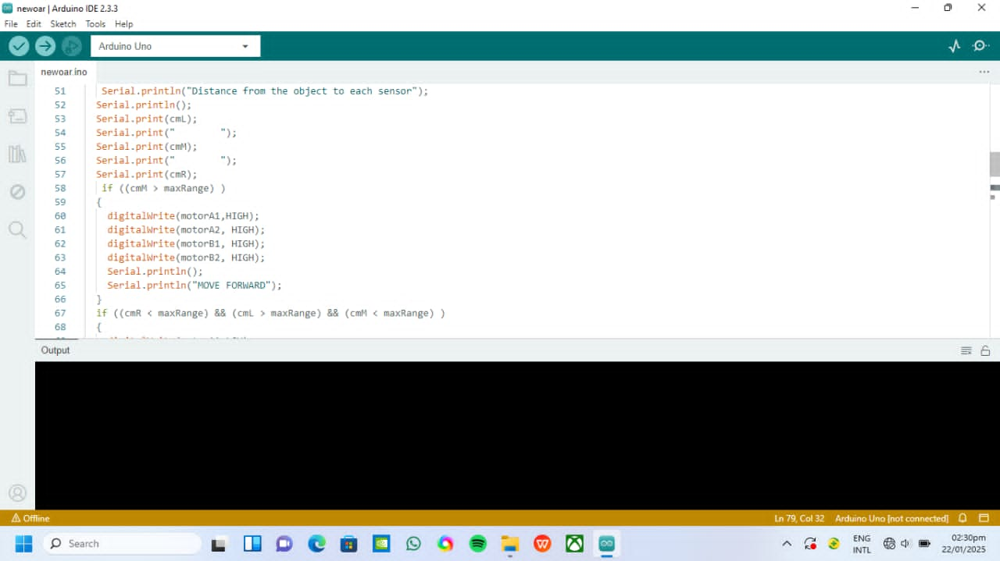 newoar | Arduino IDE 2.3.3
File Edit Sketch Tools Help
Arduino Uno
newoar.ino
51 Serial.println("Distance from the object to each sensor");
52 Serial.println();
53 Serial.print(cmL);
54 Serial.print("        ");
55 Serial.print(cmM);
56 Serial.print("        ");
57 Serial.print(cmR);
58 if ((cmM > maxRange) )
59 {
60 digitalWrite(motorA1,HIGH);
61 digitalWrite(motorA2, HIGH);
62 digitalWrite(motorB1, HIGH);
63 digitalWrite(motorB2, HIGH);
64 Serial.println();
65 Serial.println("MOVE FORWARD");
66 }
67 if ((cmR < maxRange) && (cmL > maxRange) && (cmM < maxRange) )
68 {
Output
Offline
Ln 79, Col 32 Arduino Uno [not connected]
Search
ENG
INTL
02:30pm
22/01/2025